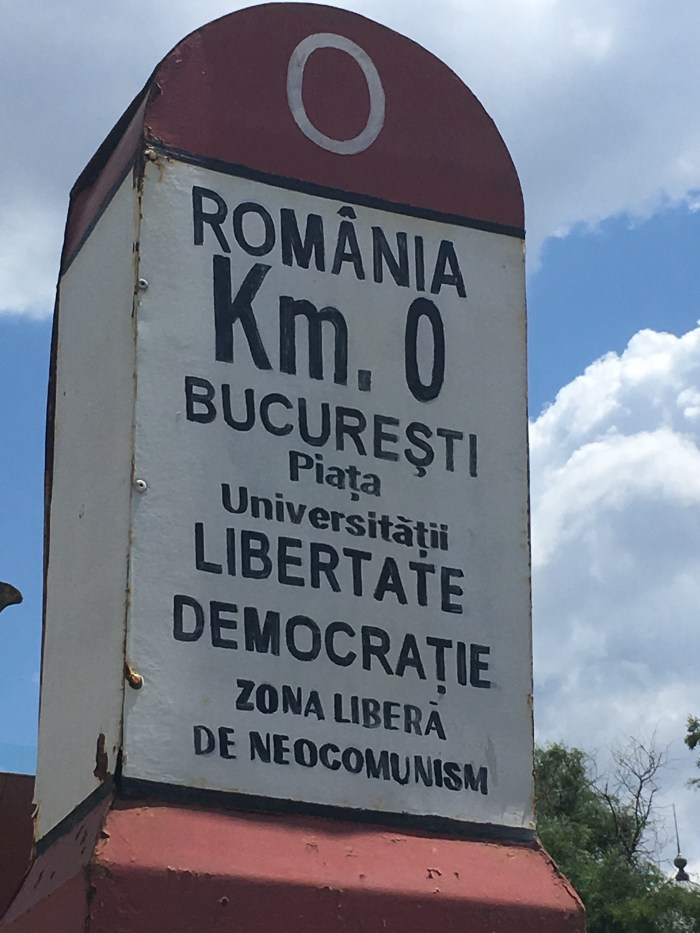 0
ROMÂNIA
Km. 0
BUCUREŞTI
Piaţa
Universităţii
LIBERTATE
DEMOCRAŢIE
ZONA LIBERĂ
DE NEOCOMUNISM